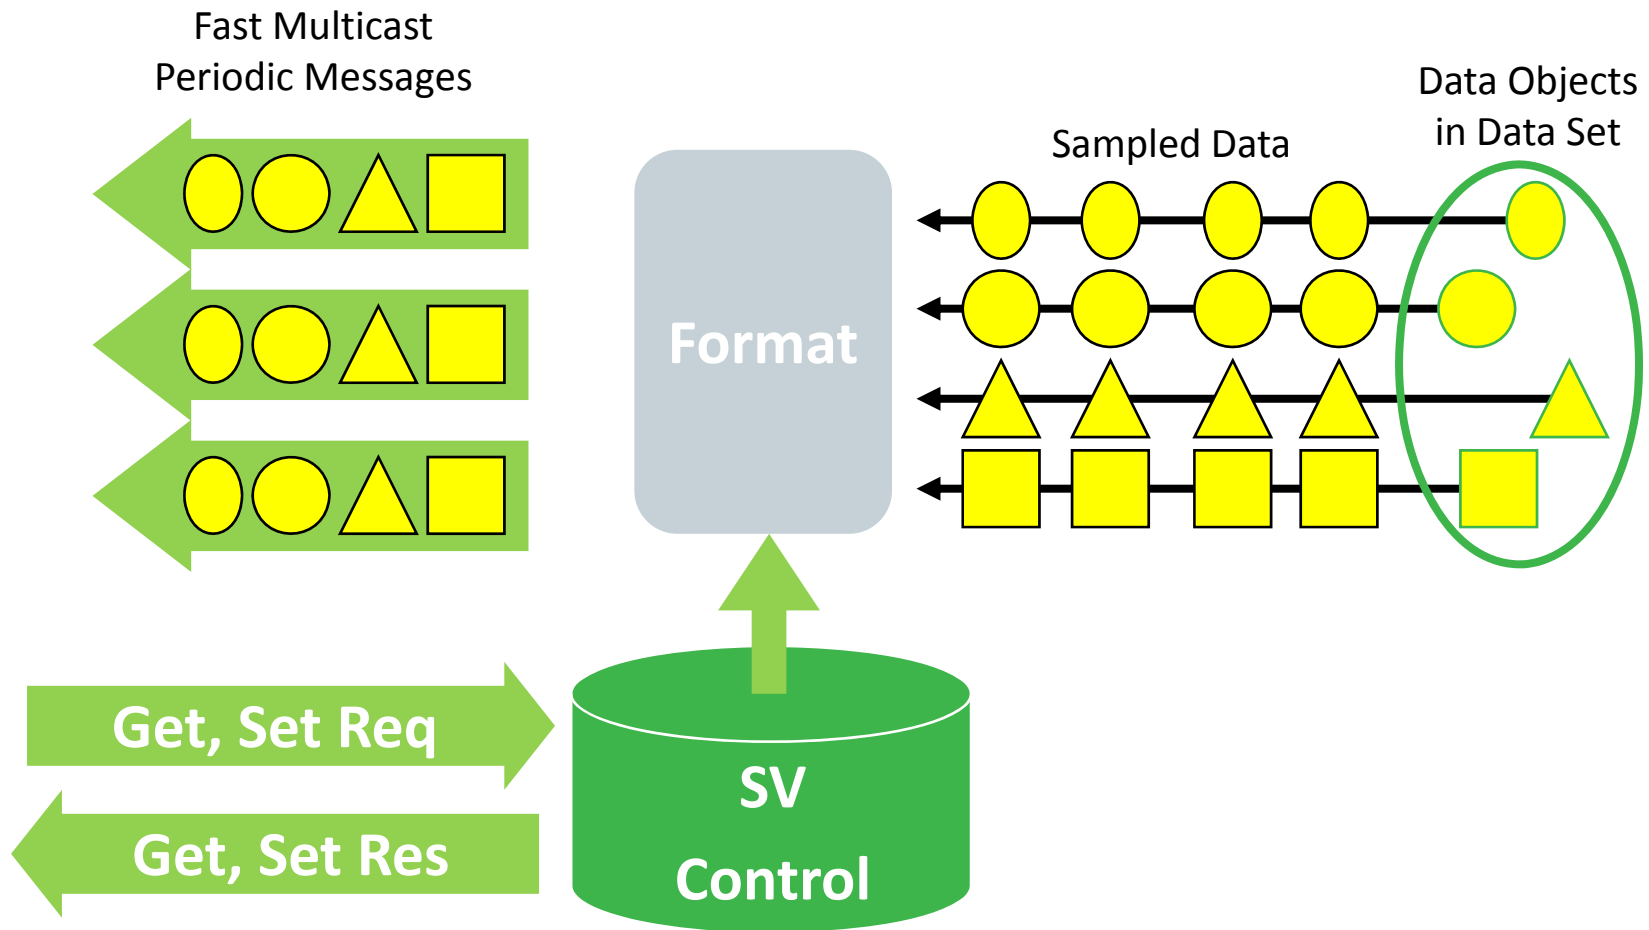 Fast Multicast
Periodic Messages
Data Objects
in Data Set
Sampled Data
Format
Get, Set Req
Get, Set Res
SV
Control